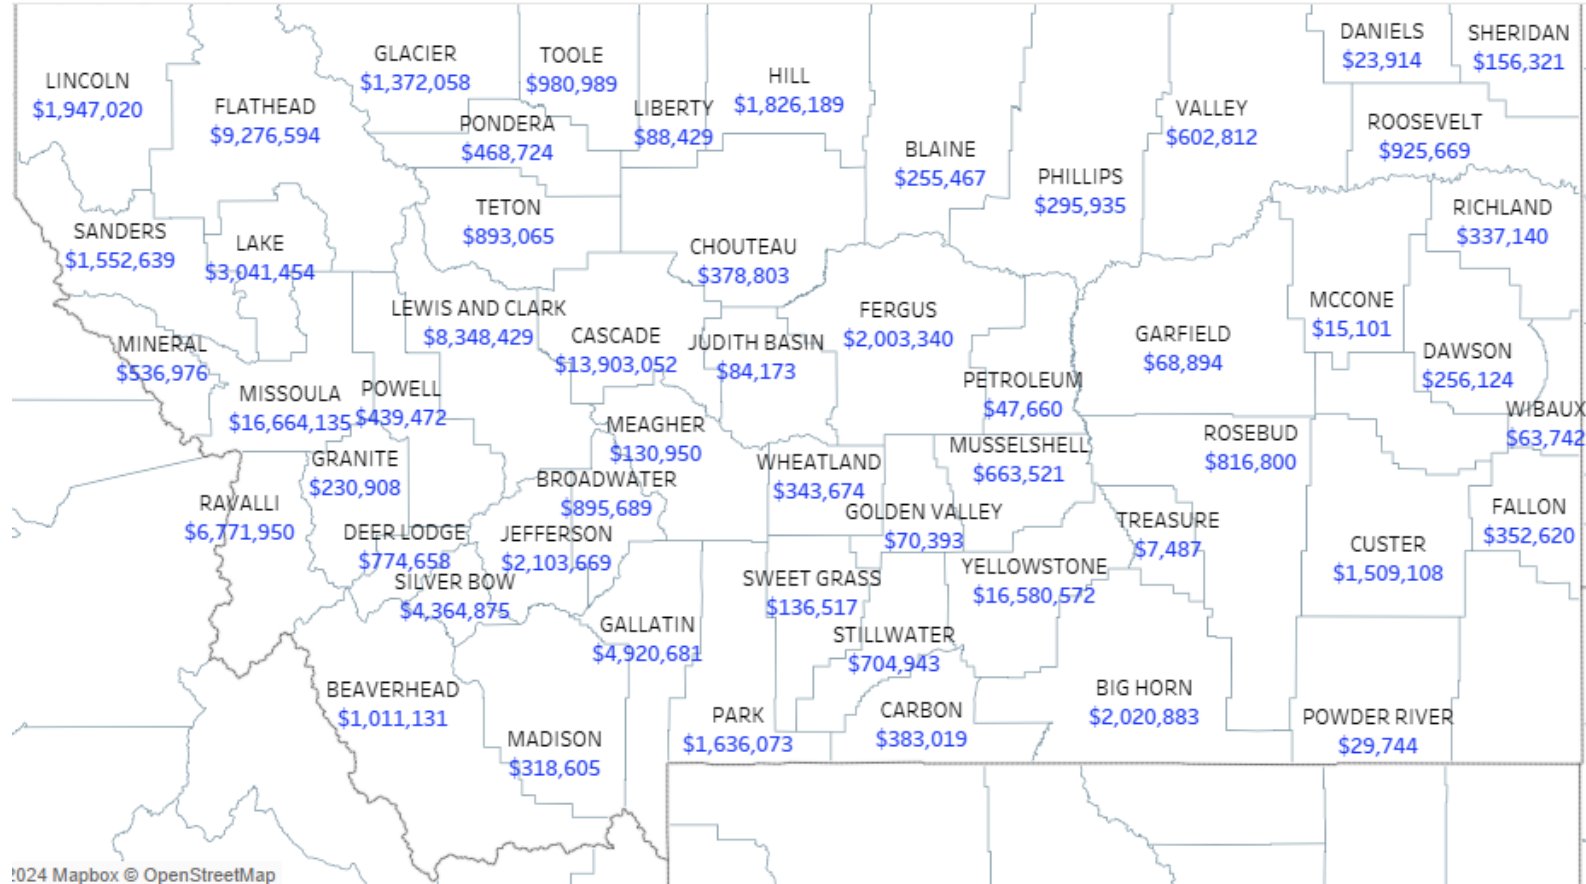 LINCOLN
$1,947,020
FLATHEAD
$9,276,594
GLACIER
$1,372,058
TOOLE
$980,989
PONDERA
$468,724
LIBERTY
$88,429
HILL
$1,826,189
BLAINE
$255,467
PHILLIPS
$295,935
VALLEY
$602,812
DANIELS
$23,914
SHERIDAN
$156,321
ROOSEVELT
$925,669
RICHLAND
$337,140
SANDERS
$1,552,639
LAKE
$3,041,454
TETON
$893,065
CHOUTEAU
$378,803
LEWIS AND CLARK
$8,348,429
CASCADE
$13,903,052
JUDITH BASIN
$84,173
FERGUS
$2,003,340
GARFIELD
$68,894
MCCONE
$15,101
DAWSON
$256,124
MINERAL
$536,976
MISSOULA
$16,664,135
POWELL
$439,472
MEAGHER
$130,950
PETROLEUM
$47,660
WIBAUX
$63,742
GRANITE
$230,908
BROADWATER
$895,689
WHEATLAND
$343,674
MUSSELSHELL
$663,521
ROSEBUD
$816,800
RAVALLI
$6,771,950
DEER LODGE
$774,658
JEFFERSON
$2,103,669
GOLDEN VALLEY
$70,393
TREASURE
$7,487
FALLON
$352,620
SILVER BOW
$4,364,875
SWEET GRASS
$136,517
YELLOWSTONE
$16,580,572
CUSTER
$1,509,108
GALLATIN
$4,920,681
STILLWATER
$704,943
BEAVERHEAD
$1,011,131
MADISON
$318,605
PARK
$1,636,073
CARBON
$383,019
BIG HORN
$2,020,883
POWDER RIVER
$29,744
2024 Mapbox © OpenStreetMap